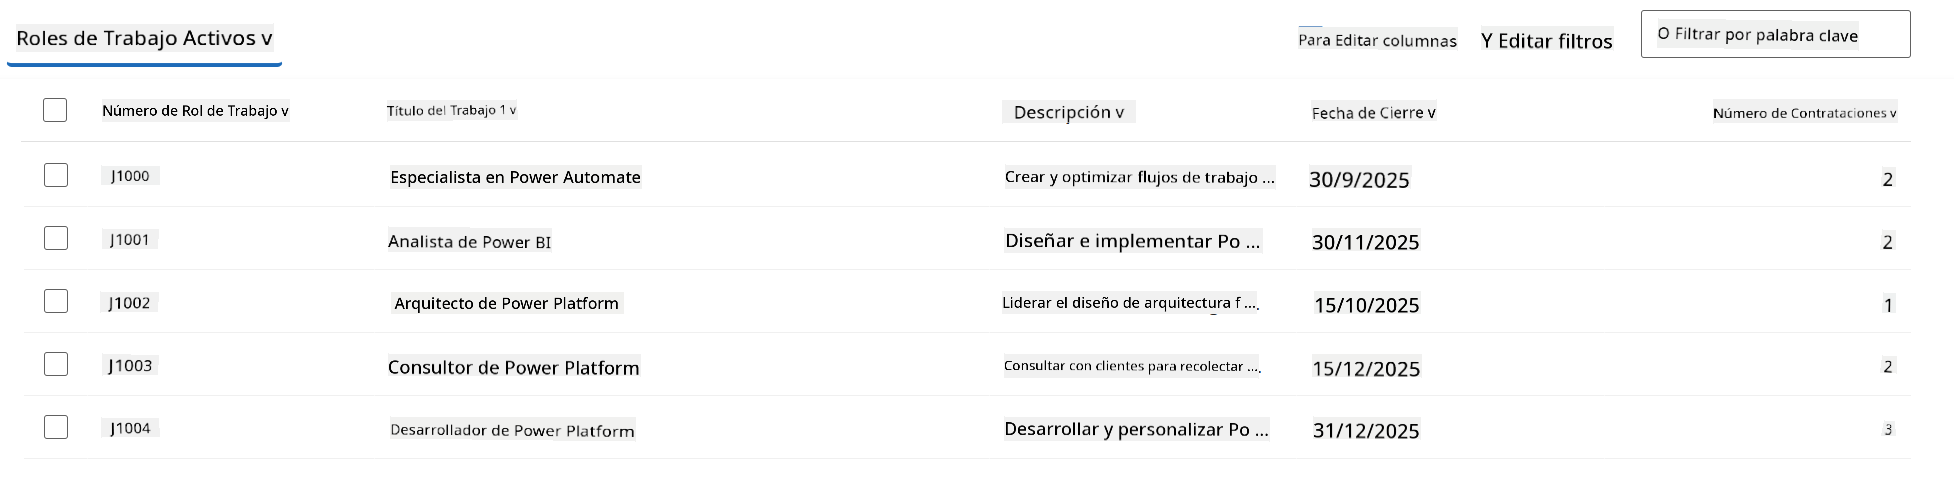 Roles de Trabajo Activos v
Para Editar columnas Y Editar filtros O Filtrar por palabra clave
Número de Rol de Trabajo v Título del Trabajo 1 v Descripción v Fecha de Cierre v Número de Contrataciones v
J1000 Especialista en Power Automate Crear y optimizar flujos de trabajo ... 30/9/2025 2
J1001 Analista de Power BI Diseñar e implementar Po ... 30/11/2025 2
J1002 Arquitecto de Power Platform Liderar el diseño de arquitectura f .... 15/10/2025 1
J1003 Consultor de Power Platform Consultar con clientes para recolectar .... 15/12/2025 2
J1004 Desarrollador de Power Platform Desarrollar y personalizar Po ... 31/12/2025 3